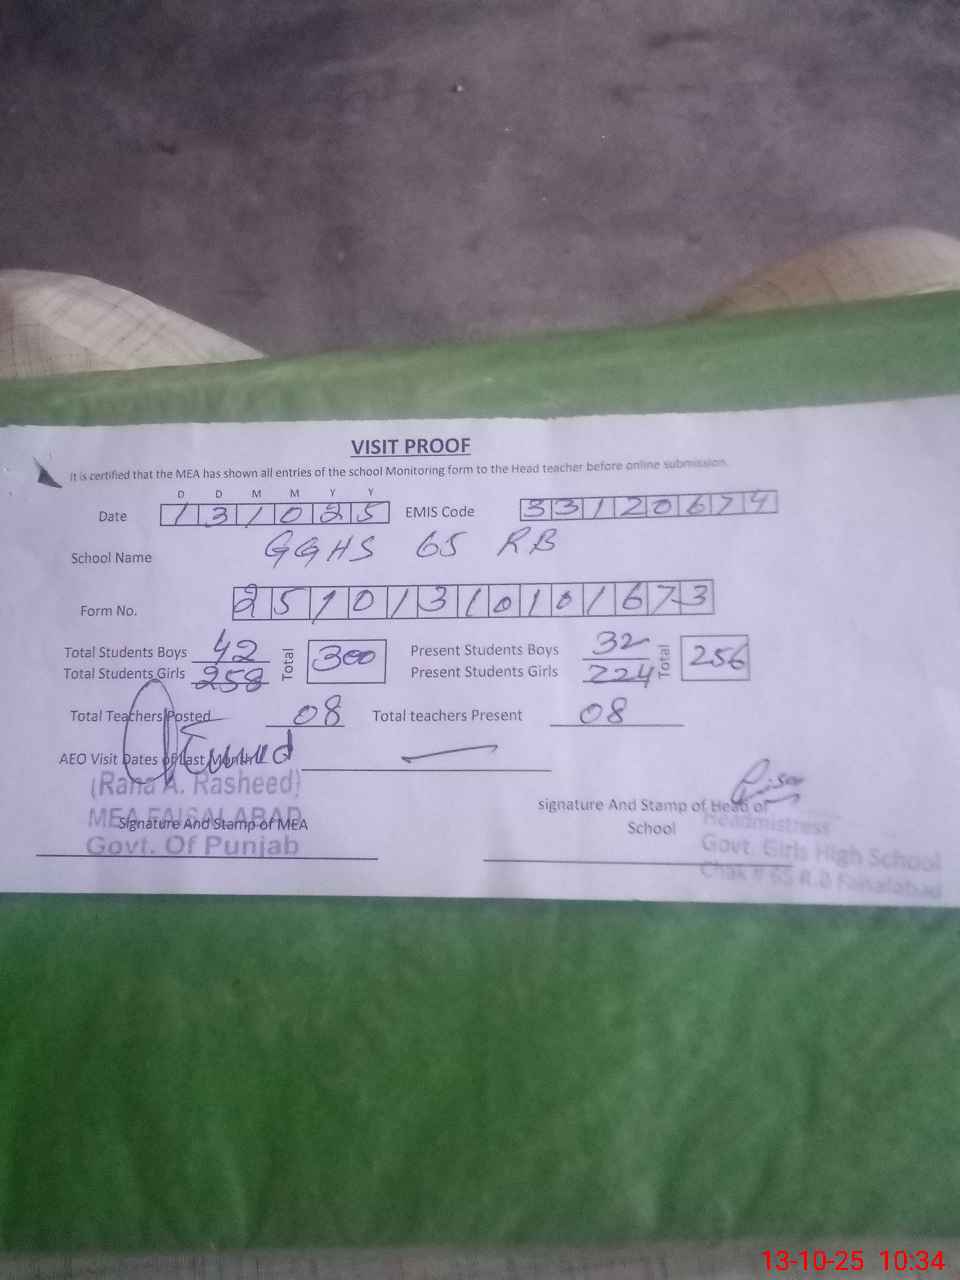 VISIT PROOF
It is certified that the MEA has shown all entries of the school Monitoring form to the Head teacher before online submission.
D D M M Y Y
Date 1 3 1 0 2 5 EMIS Code 3 3 1 2 0 6 7 4
School Name GGHS 65 RB
Form No. 2 5 1 0 1 3 1 0 1 0 1 6 7 3
Total Students Boys 42 Total 300 Present Students Boys 32 Total 256
Total Students Girls 258 Present Students Girls 224
Total Teachers Posted 08 Total teachers Present 08
AEO Visit Dates of Last Month
(Rana A. Rasheed)
MEA FAISALABAD
Signature And Stamp of MEA
Govt. Of Punjab
signature And Stamp of Head of
School
Headmistress
Govt. Girls High School
Chak # 65 R.B Faisalabad
13-10-25 10:34